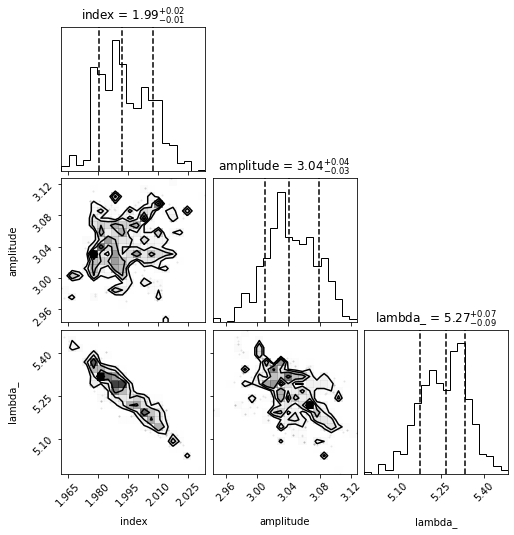 index = 1.99+0.02−0.01
amplitude = 3.04+0.04−0.03
lambda_ = 5.27+0.07−0.09
amplitude
3.12
3.08
3.04
3.00
2.96
lambda_
5.40
5.25
5.10
1.965 1.980 1.995 2.010 2.025
index
2.96 3.00 3.04 3.08 3.12
amplitude
5.10 5.25 5.40
lambda_